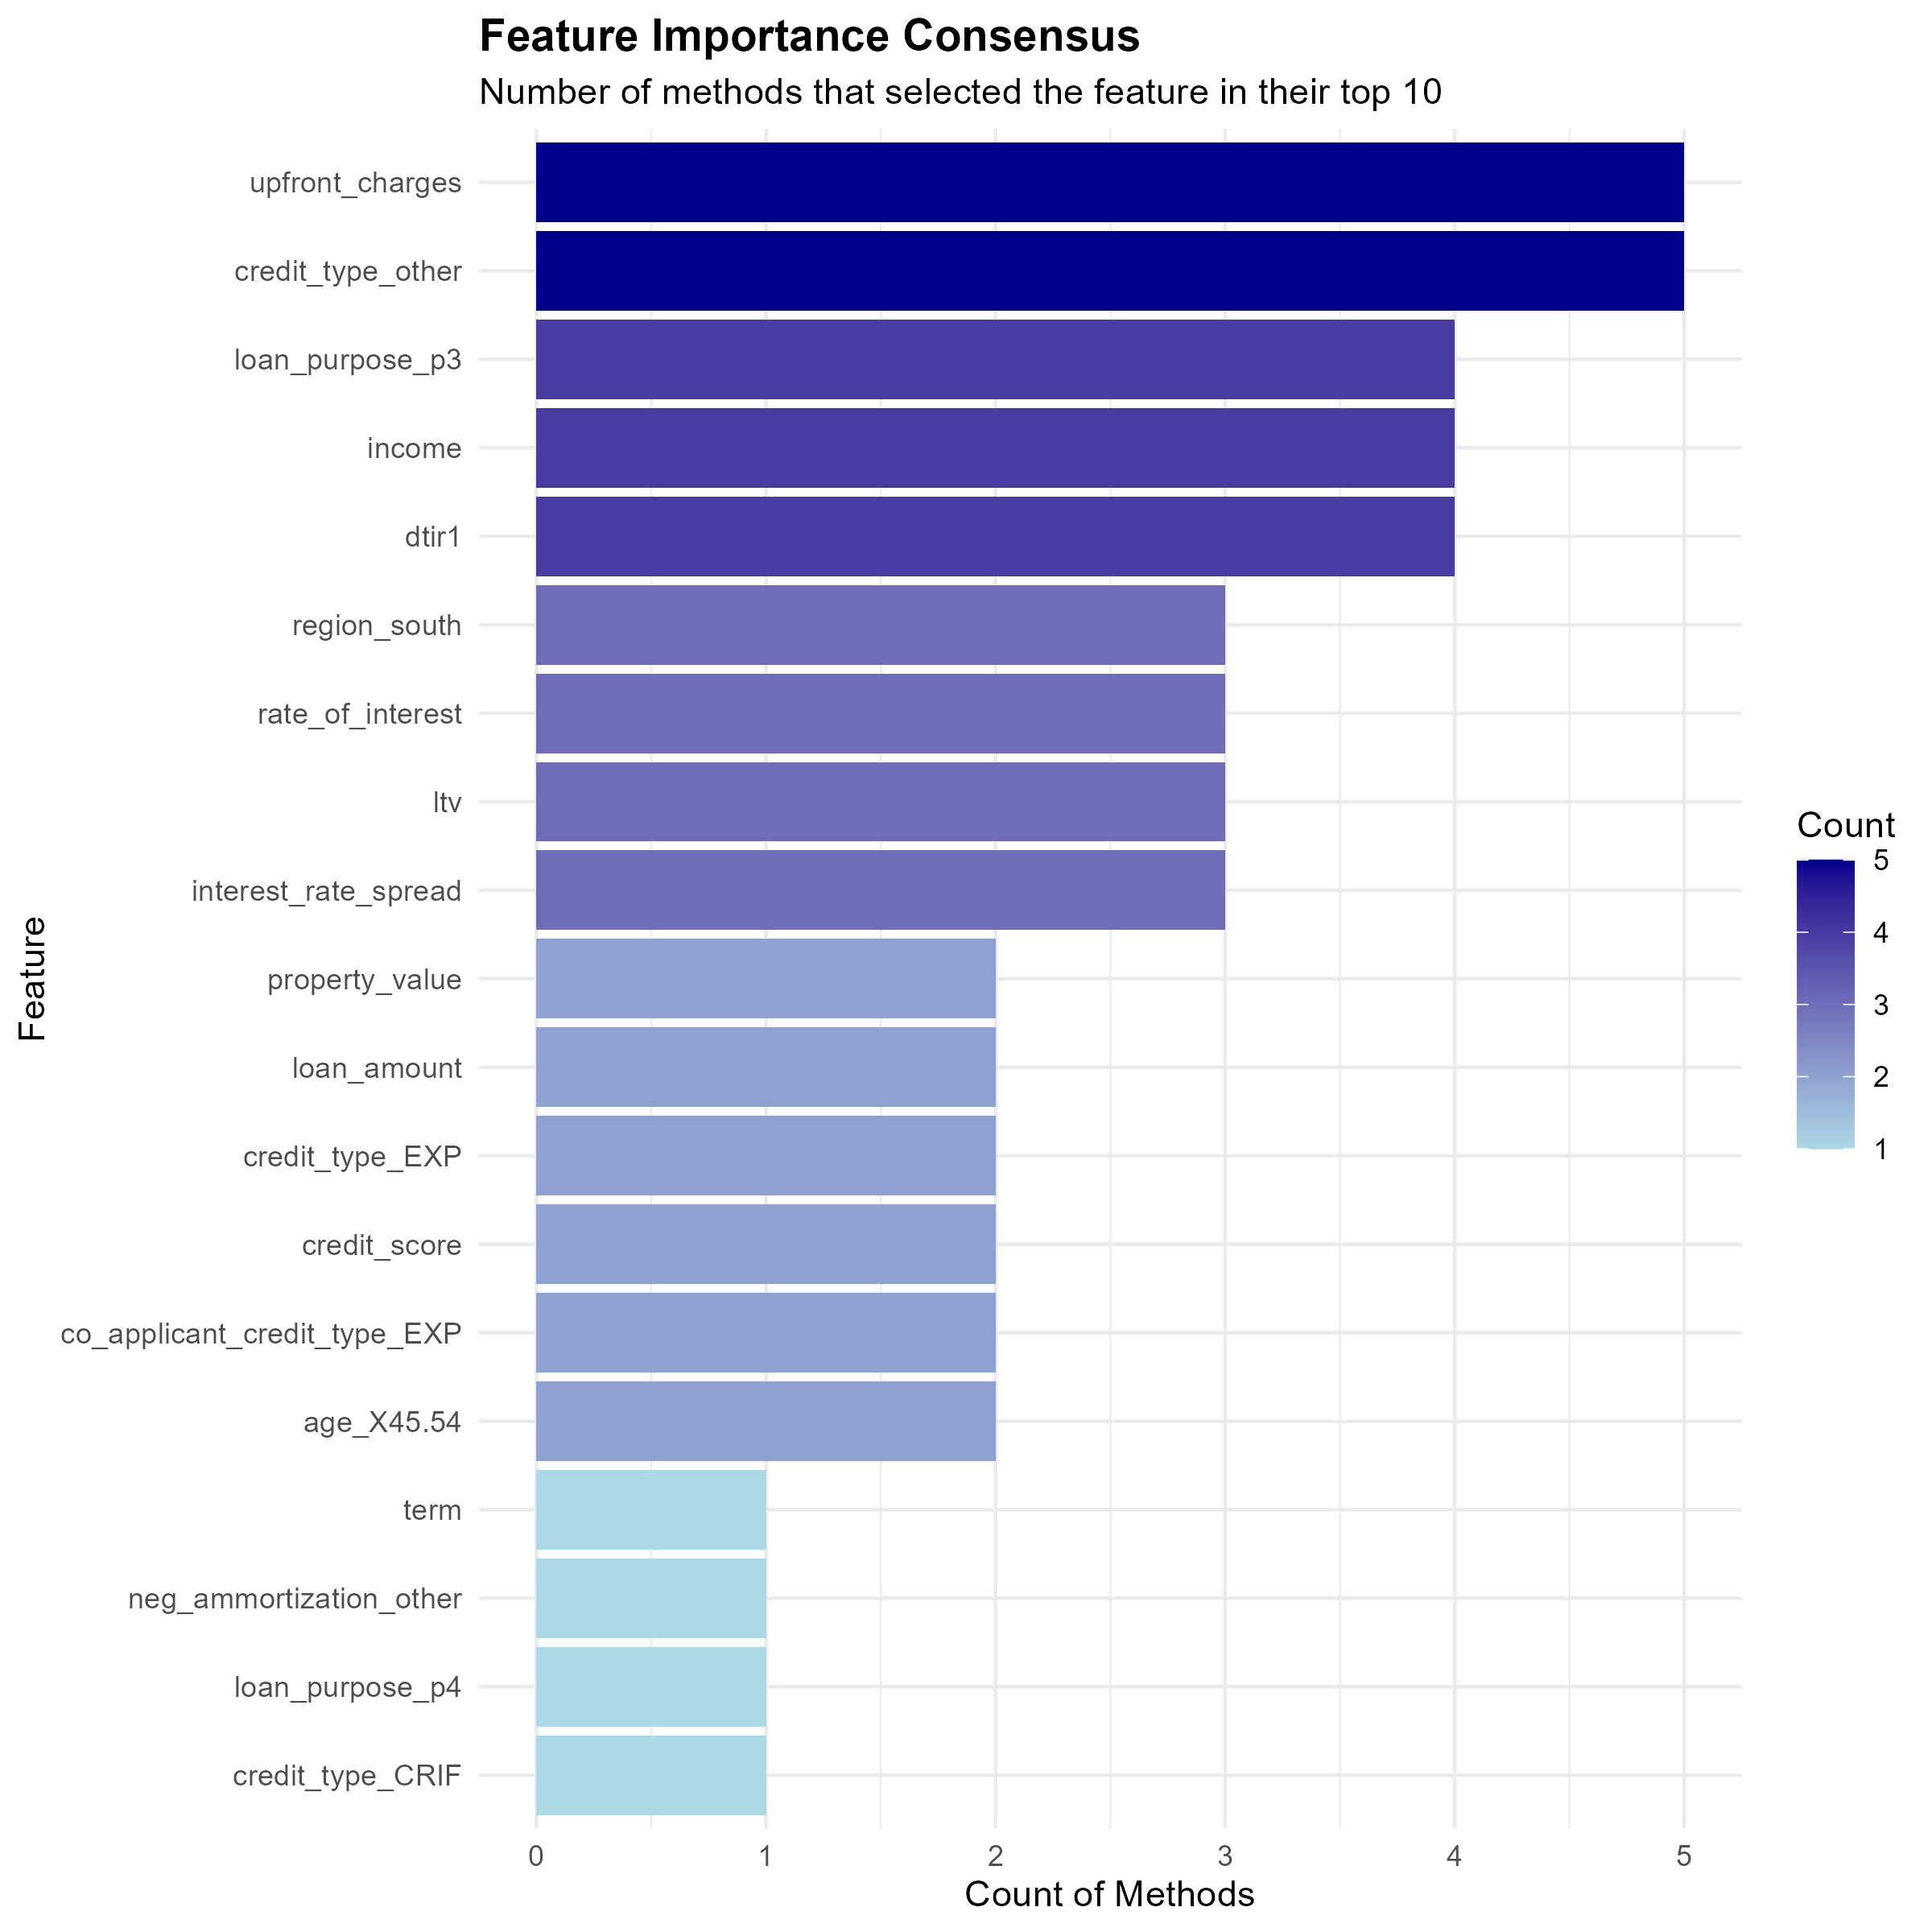 Feature Importance Consensus
Number of methods that selected the feature in their top 10
upfront_charges
credit_type_other
loan_purpose_p3
income
dtir1
region_south
rate_of_interest
ltv
interest_rate_spread
property_value
loan_amount
credit_type_EXP
credit_score
co_applicant_credit_type_EXP
age_X45.54
term
neg_ammortization_other
loan_purpose_p4
credit_type_CRIF
Feature
0 1 2 3 4 5
Count of Methods
Count
5
4
3
2
1